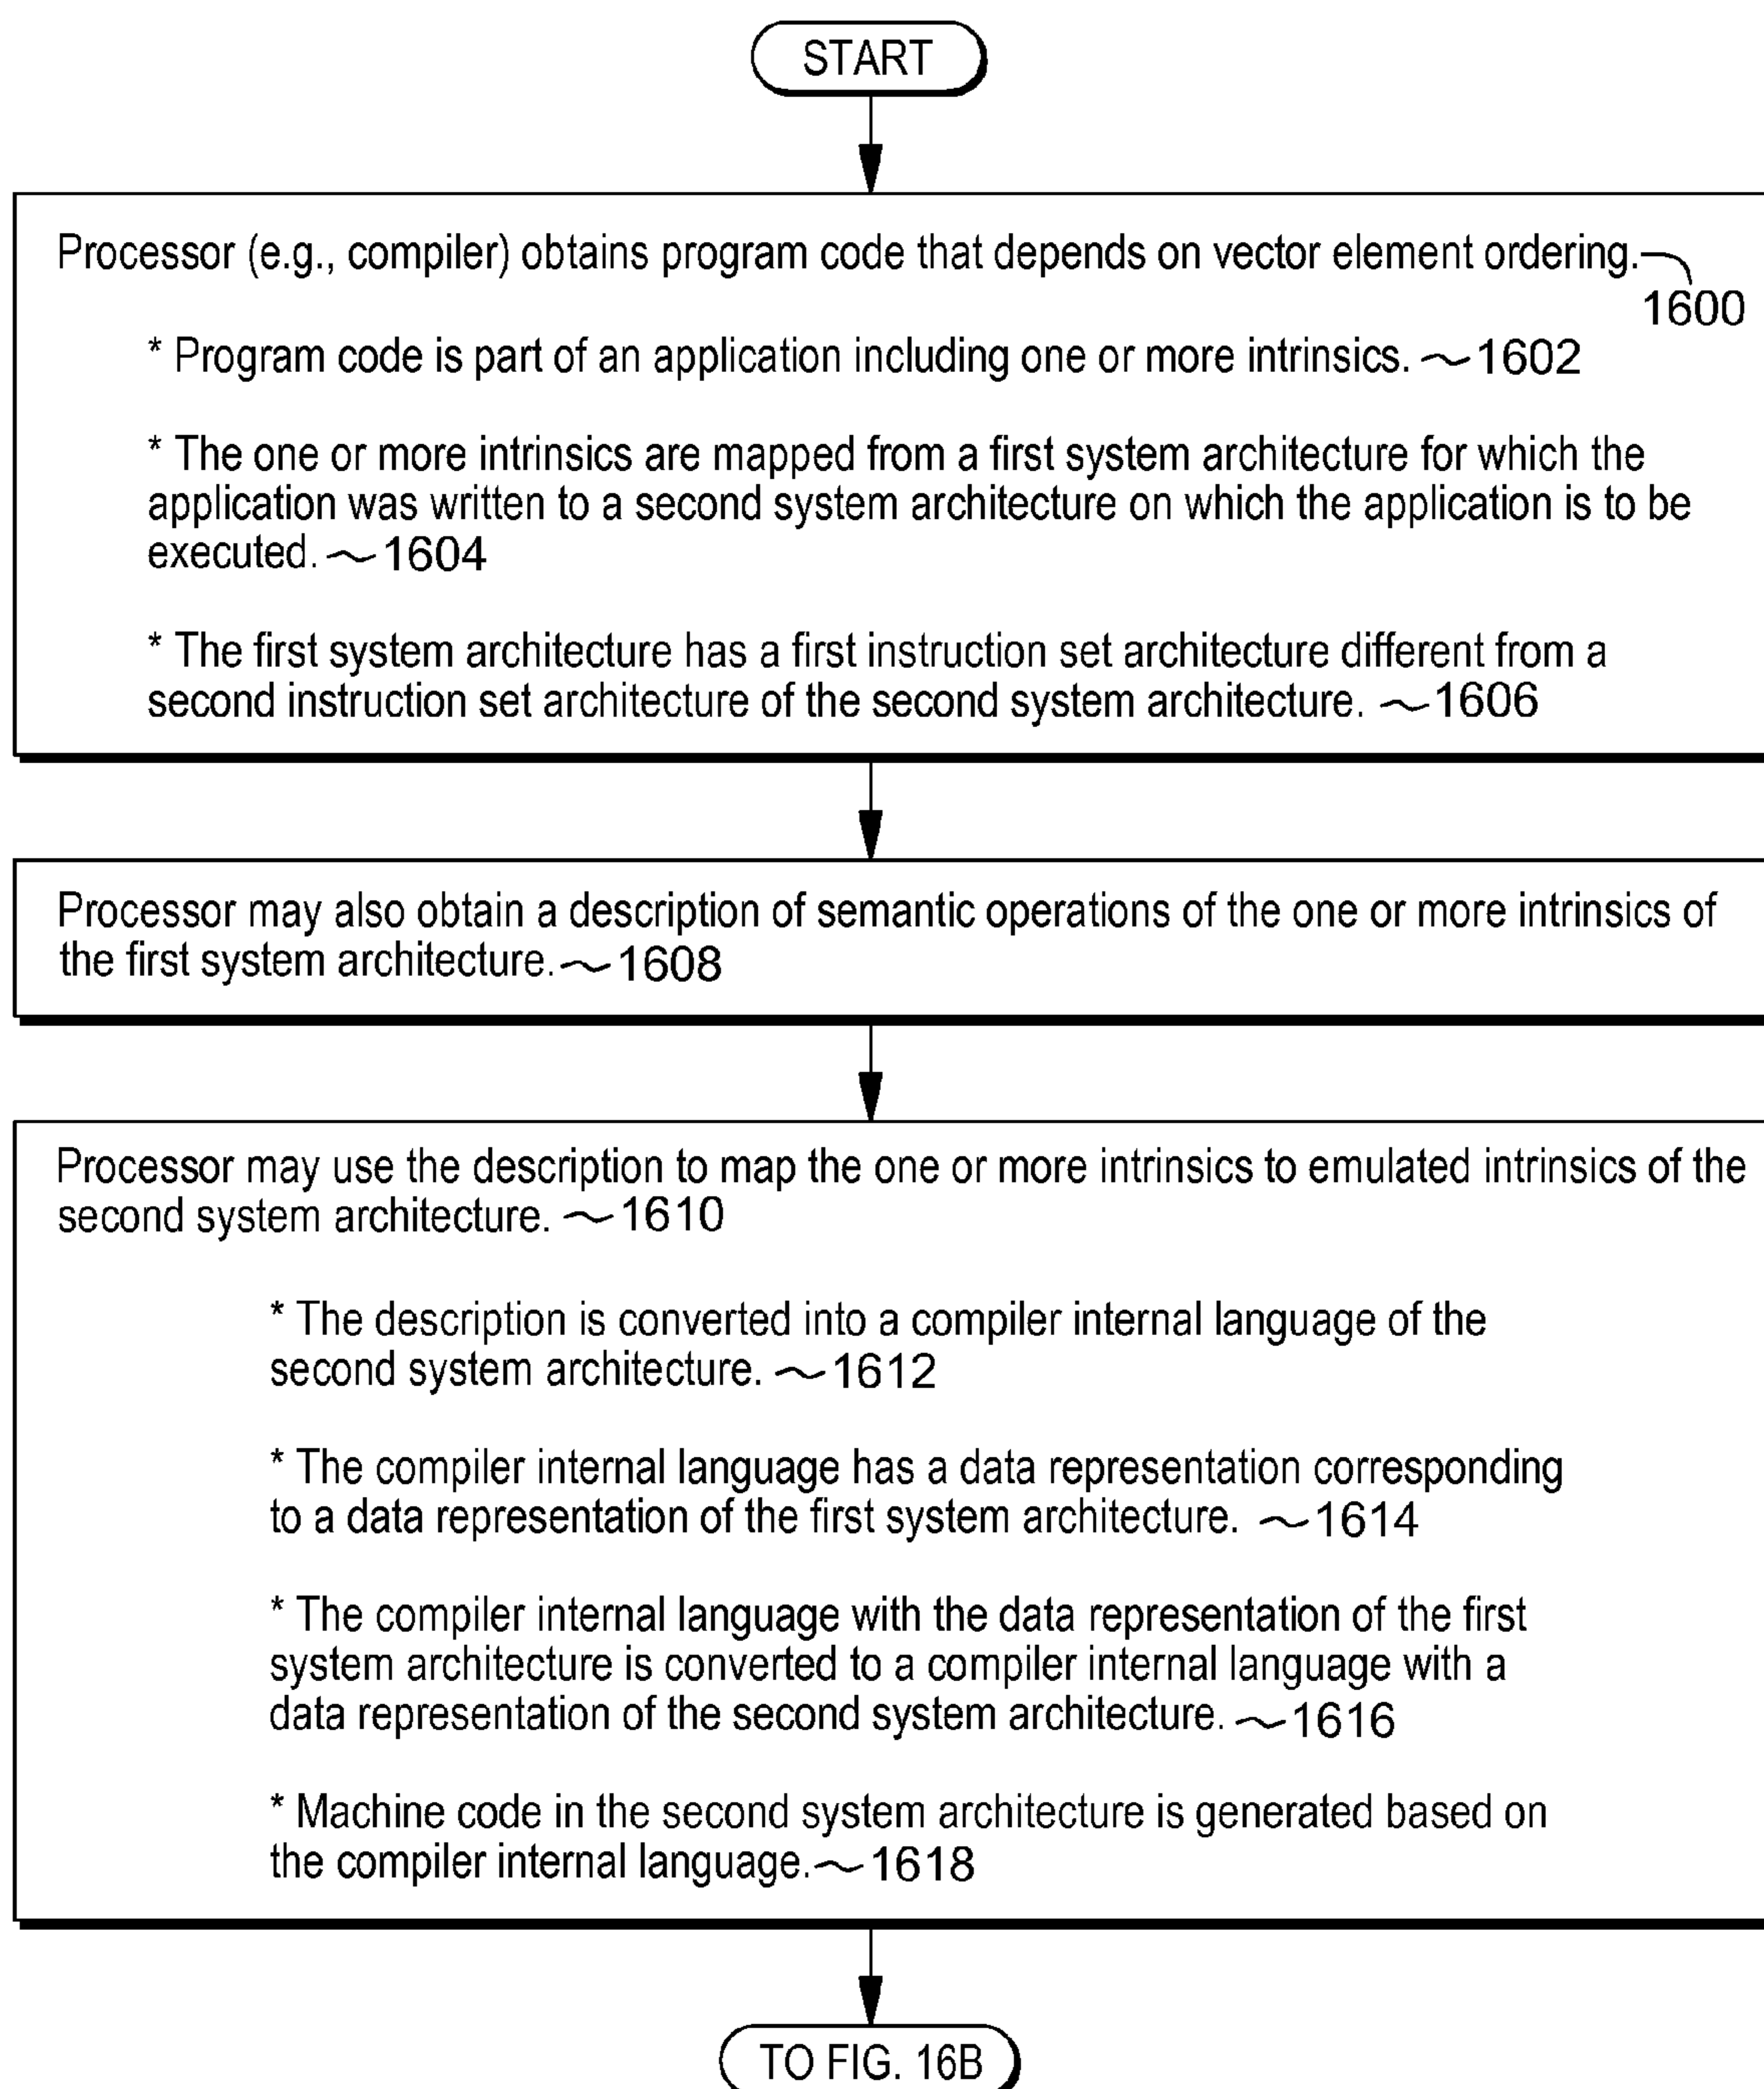 START
Processor (e.g., compiler) obtains program code that depends on vector element ordering.
1600
* Program code is part of an application including one or more intrinsics. ~1602
* The one or more intrinsics are mapped from a first system architecture for which the
application was written to a second system architecture on which the application is to be
executed. ~1604
* The first system architecture has a first instruction set architecture different from a
second instruction set architecture of the second system architecture. ~1606
Processor may also obtain a description of semantic operations of the one or more intrinsics of
the first system architecture. ~1608
Processor may use the description to map the one or more intrinsics to emulated intrinsics of the
second system architecture. ~1610
* The description is converted into a compiler internal language of the
second system architecture. ~1612
* The compiler internal language has a data representation corresponding
to a data representation of the first system architecture. ~1614
* The compiler internal language with the data representation of the first
system architecture is converted to a compiler internal language with a
data representation of the second system architecture. ~1616
* Machine code in the second system architecture is generated based on
the compiler internal language. ~1618
TO FIG. 16B